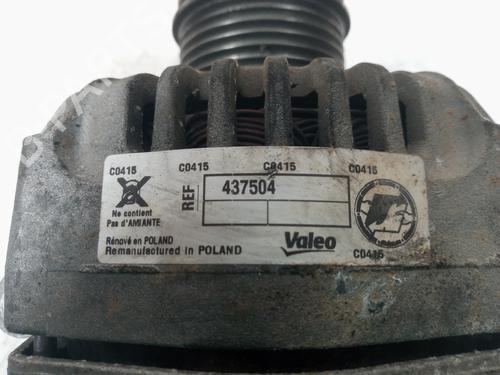 C0415
C0415
C0415
C0415
REF
437504
Ne contient
Pas d'AMIANTE
Rénové en POLAND
Remanufactured in POLAND
Valeo
C0415